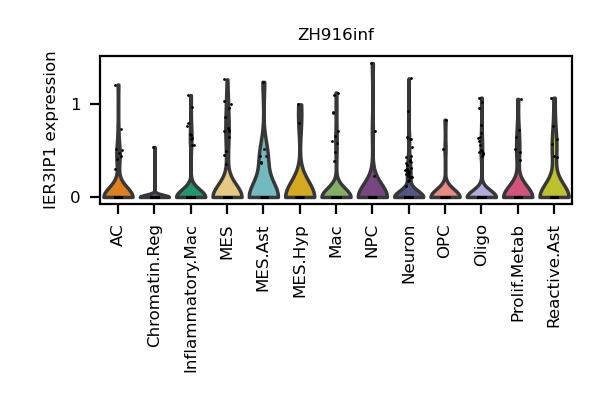 ZH916inf
IER3IP1 expression
1
0
AC
Chromatin.Reg
Inflammatory.Mac
MES
MES.Ast
MES.Hyp
Mac
NPC
Neuron
OPC
Oligo
Prolif.Metab
Reactive.Ast